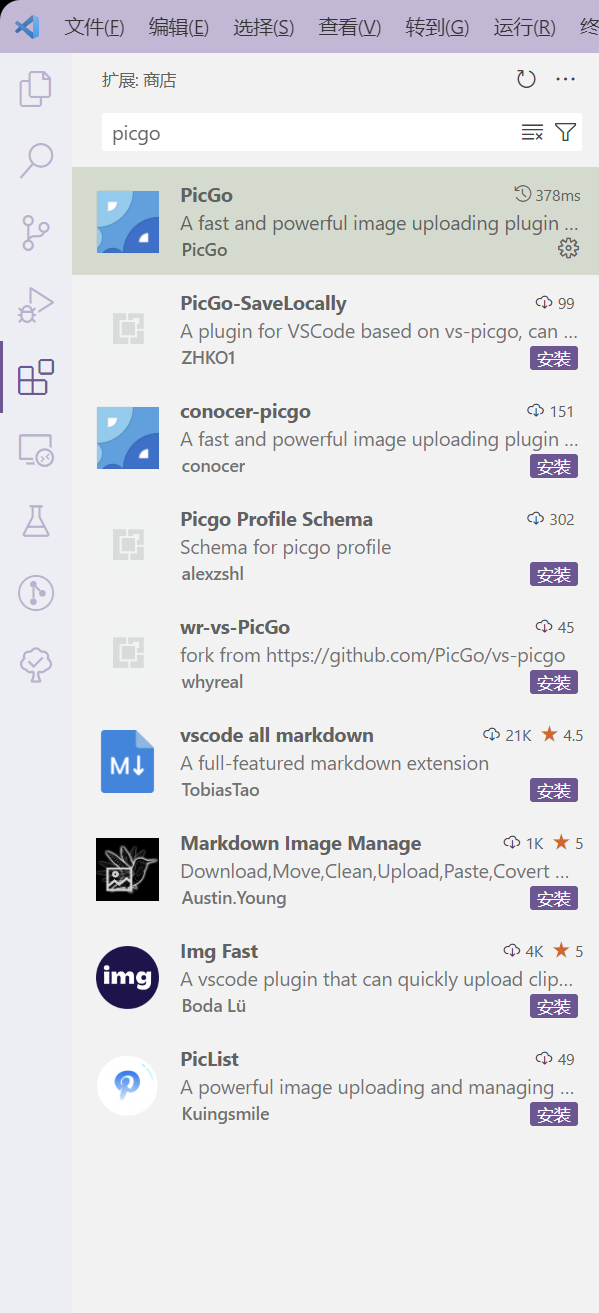 文件(F) 编辑(E) 选择(S) 查看(V) 转到(G) 运行(R) 终
扩展: 商店
picgo
PicGo 378ms
A fast and powerful image uploading plugin ...
PicGo
PicGo-SaveLocally 99
A plugin for VSCode based on vs-picgo, can ...
ZHKO1 安装
conocer-picgo 151
A fast and powerful image uploading plugin ...
conocer 安装
Picgo Profile Schema 302
Schema for picgo profile
alexzshl 安装
wr-vs-PicGo 45
fork from https://github.com/PicGo/vs-picgo
whyreal 安装
M↓
vscode all markdown 21K ★ 4.5
A full-featured markdown extension
TobiasTao 安装
Markdown Image Manage 1K ★ 5
Download,Move,Clean,Upload,Paste,Covert ...
Austin.Young 安装
img
Img Fast 4K ★ 5
A vscode plugin that can quickly upload clip...
Boda Lü 安装
PicList 49
A powerful image uploading and managing ...
Kuingsmile 安装